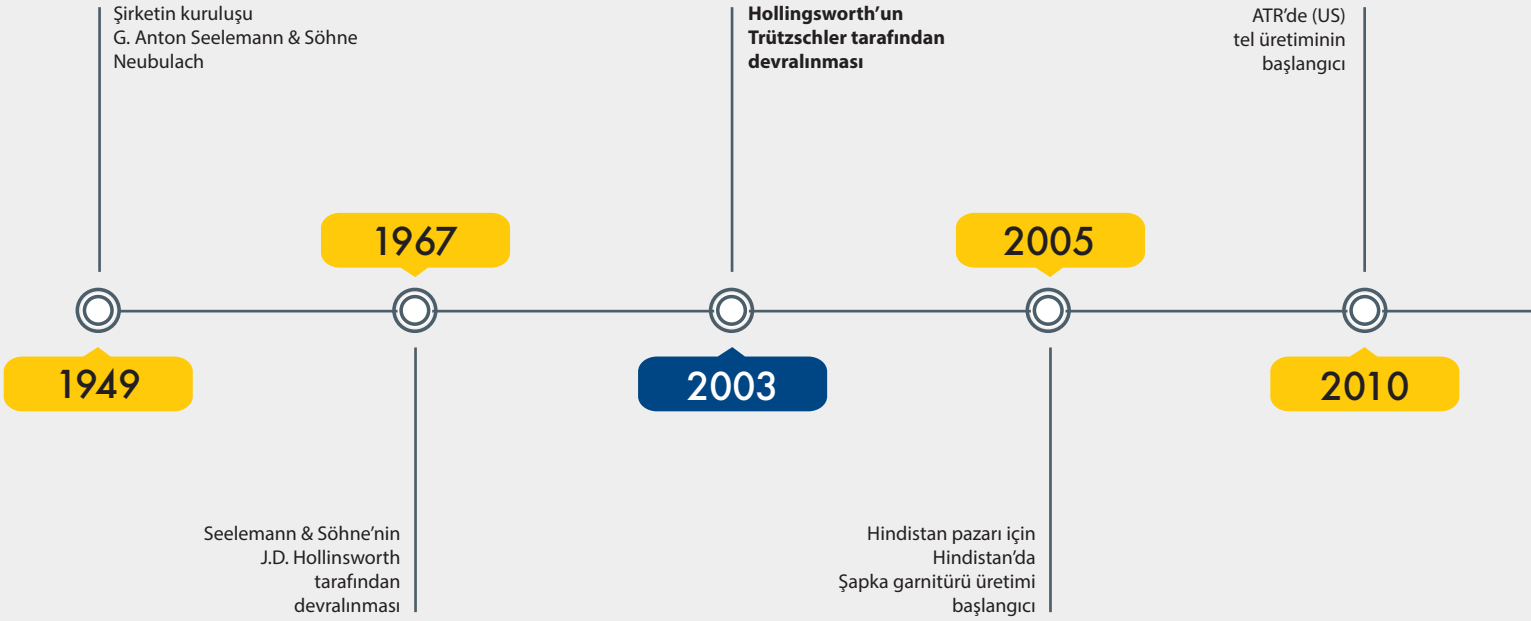 Şirketin kuruluşu
G. Anton Seelemann & Söhne
Neubulach
1949
1967
Seelemann & Söhne’nin
J.D. Hollinsworth
tarafından
devralınması
Hollingsworth’un
Trützschler tarafından
devralınması
2003
2005
Hindistan pazarı için
Hindistan’da
Şapka garnitürü üretimi
başlangıcı
ATR’de (US)
tel üretiminin
başlangıcı
2010